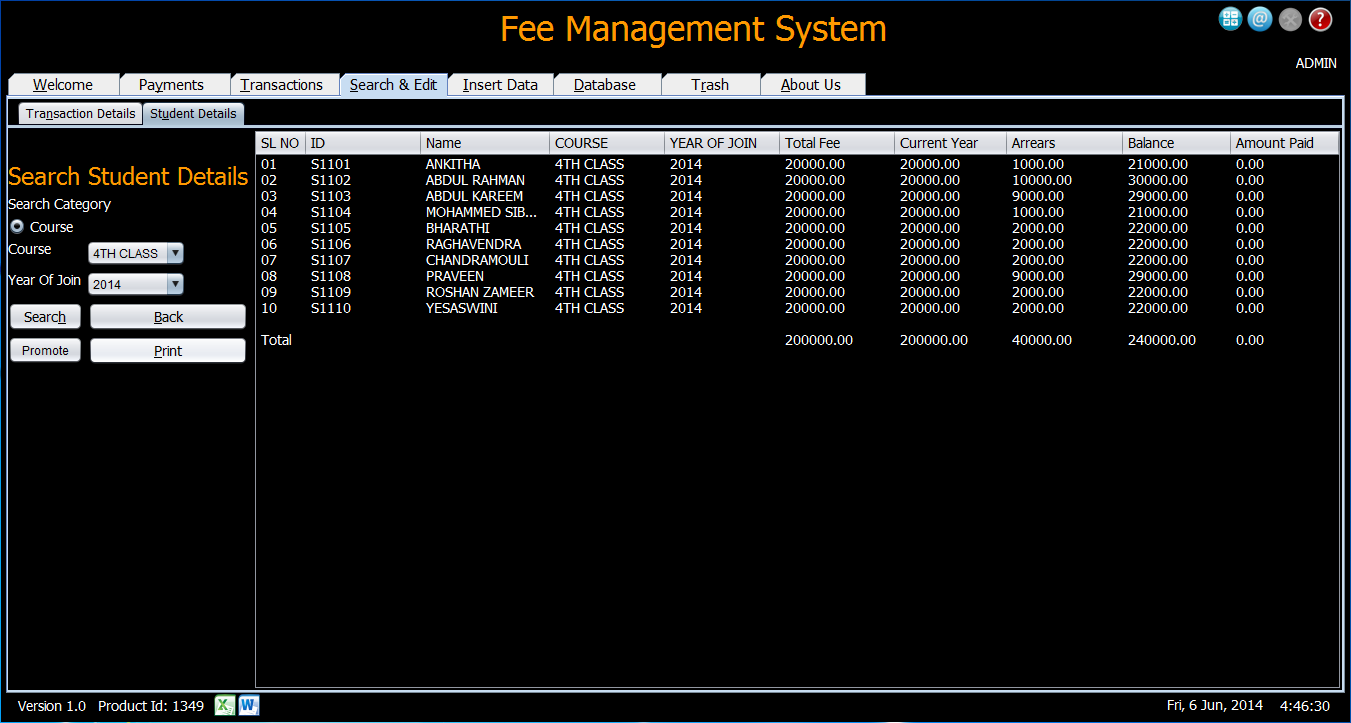 Fee Management System
ADMIN
Welcome Payments Transactions Search & Edit Insert Data Database Trash About Us
Transaction Details Student Details
Search Student Details
Search Category
Course
Course 4TH CLASS
Year Of Join 2014
Search Back
Promote Print
SL NO ID Name COURSE YEAR OF JOIN Total Fee Current Year Arrears Balance Amount Paid
01 S1101 ANKITHA 4TH CLASS 2014 20000.00 20000.00 1000.00 21000.00 0.00
02 S1102 ABDUL RAHMAN 4TH CLASS 2014 20000.00 20000.00 10000.00 30000.00 0.00
03 S1103 ABDUL KAREEM 4TH CLASS 2014 20000.00 20000.00 9000.00 29000.00 0.00
04 S1104 MOHAMMED SIB... 4TH CLASS 2014 20000.00 20000.00 1000.00 21000.00 0.00
05 S1105 BHARATHI 4TH CLASS 2014 20000.00 20000.00 2000.00 22000.00 0.00
06 S1106 RAGHAVENDRA 4TH CLASS 2014 20000.00 20000.00 2000.00 22000.00 0.00
07 S1107 CHANDRAMOULI 4TH CLASS 2014 20000.00 20000.00 2000.00 22000.00 0.00
08 S1108 PRAVEEN 4TH CLASS 2014 20000.00 20000.00 9000.00 29000.00 0.00
09 S1109 ROSHAN ZAMEER 4TH CLASS 2014 20000.00 20000.00 2000.00 22000.00 0.00
10 S1110 YESASWINI 4TH CLASS 2014 20000.00 20000.00 2000.00 22000.00 0.00
Total 200000.00 200000.00 40000.00 240000.00 0.00
Version 1.0 Product Id: 1349 Fri, 6 Jun, 2014 4:46:30